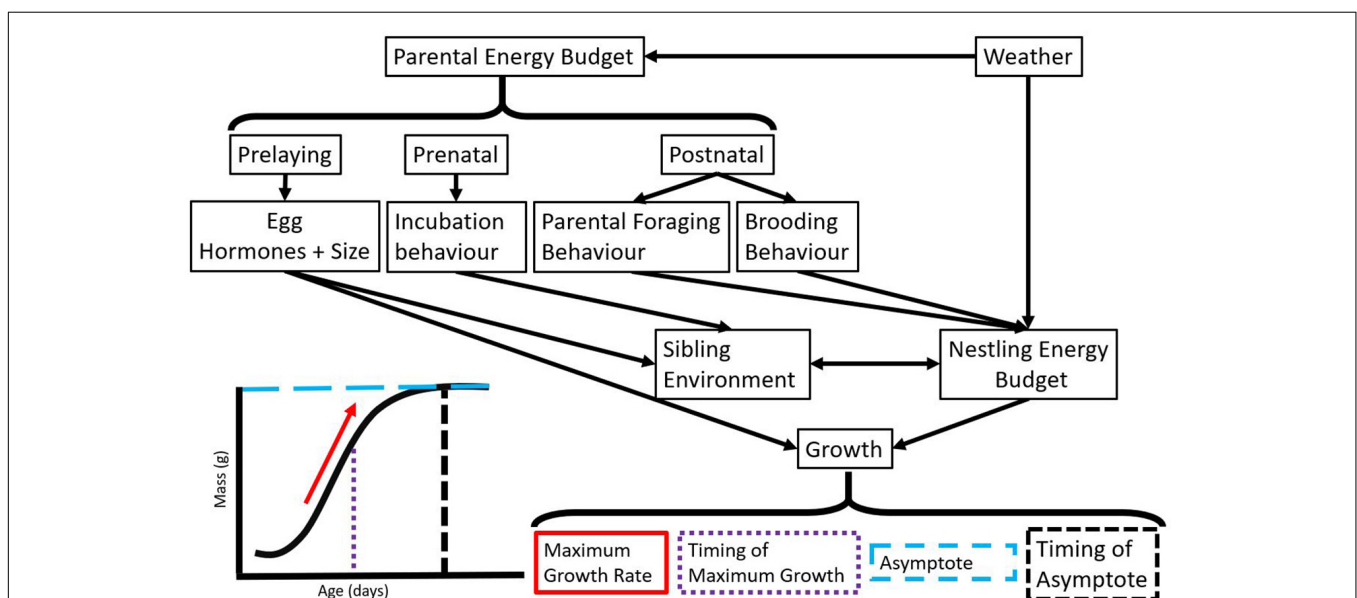 Parental Energy Budget
Weather
Prelaying
Prenatal
Postnatal
Egg
Hormones + Size
Incubation
behaviour
Parental Foraging
Behaviour
Brooding
Behaviour
Sibling
Environment
Nestling Energy
Budget
Growth
Mass (g)
Age (days)
Maximum
Growth Rate
Timing of
Maximum Growth
Asymptote
Timing of
Asymptote